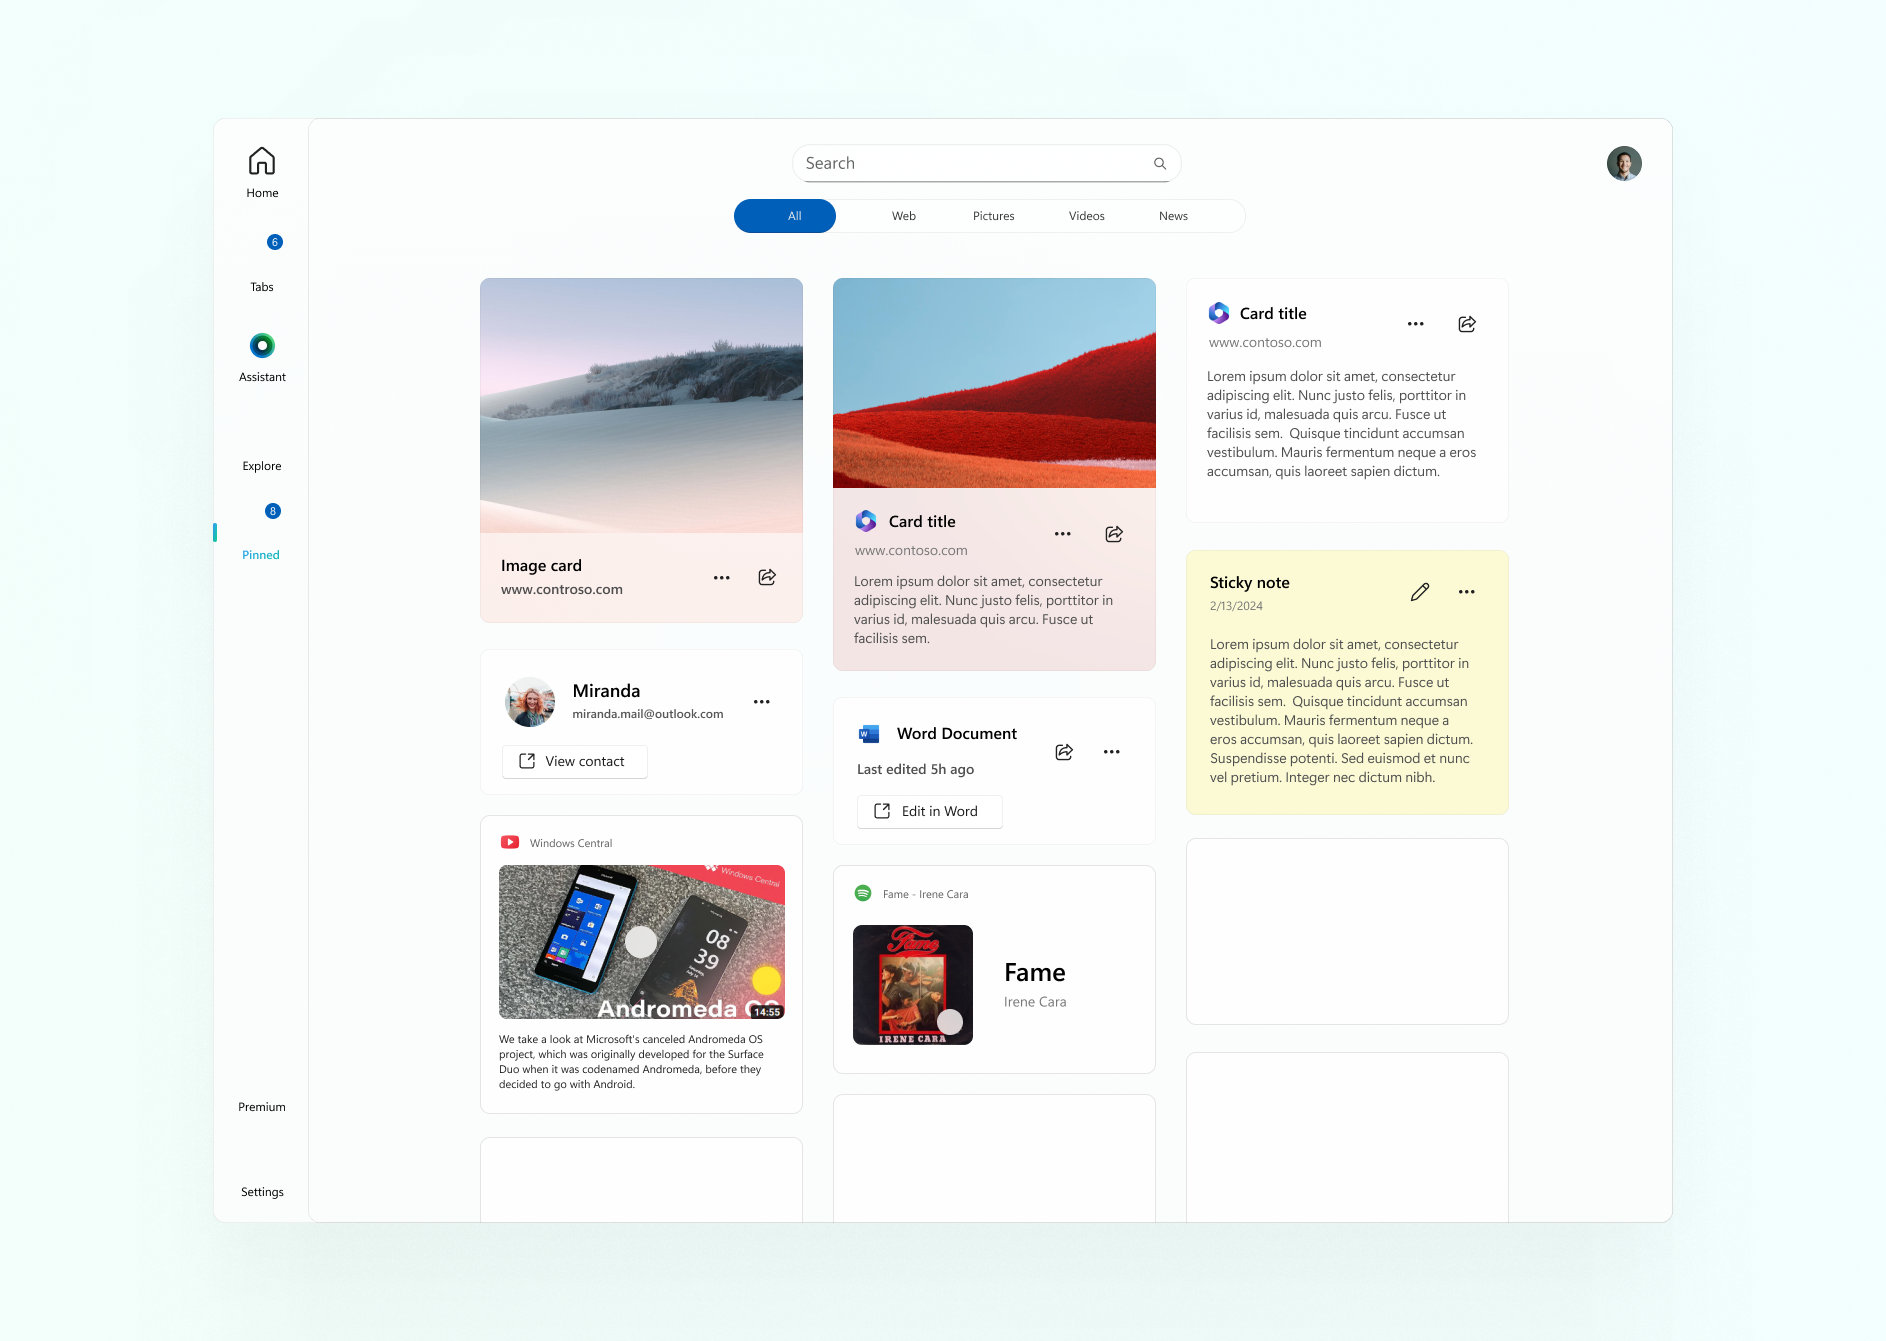 Home
6
Tabs
Assistant
Explore
8
Pinned
Premium
Settings
Search
All
Web
Pictures
Videos
News
Image card
www.controso.com
Miranda
miranda.mail@outlook.com
View contact
Windows Central
Windows Central
08
39
Andromeda OS
14:55
We take a look at Microsoft's canceled Andromeda OS
project, which was originally developed for the Surface
Duo when it was codenamed Andromeda, before they
decided to go with Android.
Card title
www.contoso.com
Lorem ipsum dolor sit amet, consectetur
adipiscing elit. Nunc justo felis, porttitor in
varius id, malesuada quis arcu. Fusce ut
facilisis sem.
W
Word Document
Last edited 5h ago
Edit in Word
Fame - Irene Cara
Fame
IRENE CARA
Fame
Irene Cara
Card title
www.contoso.com
Lorem ipsum dolor sit amet, consectetur
adipiscing elit. Nunc justo felis, porttitor in
varius id, malesuada quis arcu. Fusce ut
facilisis sem.  Quisque tincidunt accumsan
vestibulum. Mauris fermentum neque a eros
accumsan, quis laoreet sapien dictum.
Sticky note
2/13/2024
Lorem ipsum dolor sit amet, consectetur
adipiscing elit. Nunc justo felis, porttitor in
varius id, malesuada quis arcu. Fusce ut
facilisis sem.  Quisque tincidunt accumsan
vestibulum. Mauris fermentum neque a
eros accumsan, quis laoreet sapien dictum.
Suspendisse potenti. Sed euismod et nunc
vel pretium. Integer nec dictum nibh.